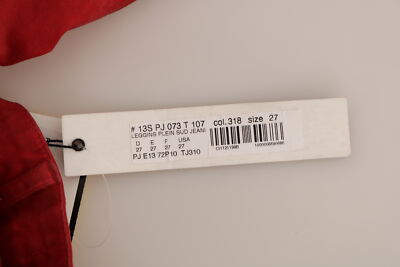 # 13S PJ 073 T 107 col.318 size 27
LEGGINS PLEIN SUD JEANI
D E F USA
27 27 27 27
PJ E13 72P10 TJ310